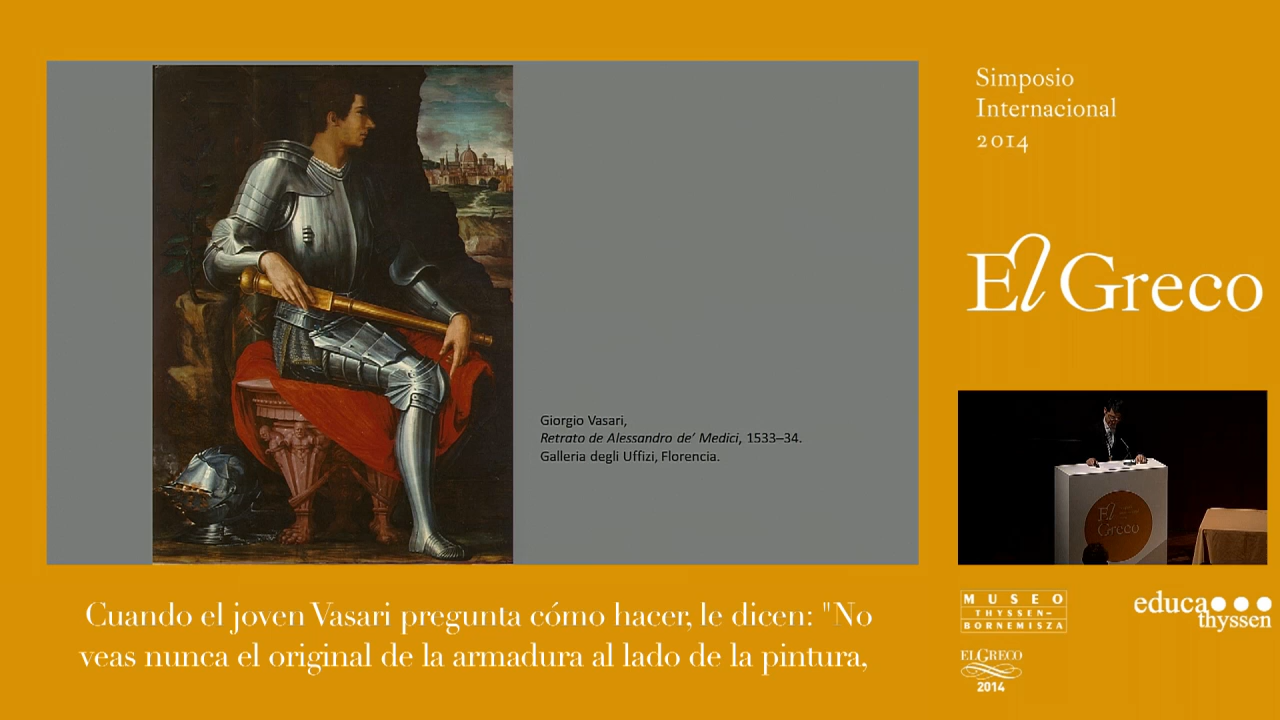 Simposio
Internacional
2014
El Greco
Giorgio Vasari,
Retrato de Alessandro de’ Medici, 1533–34.
Galleria degli Uffizi, Florencia.
El
Greco
Cuando el joven Vasari pregunta cómo hacer, le dicen: "No
veas nunca el original de la armadura al lado de la pintura,
MUSEO
THYSSEN-
BORNEMISZA
educa
thyssen
EL GRECO
2014